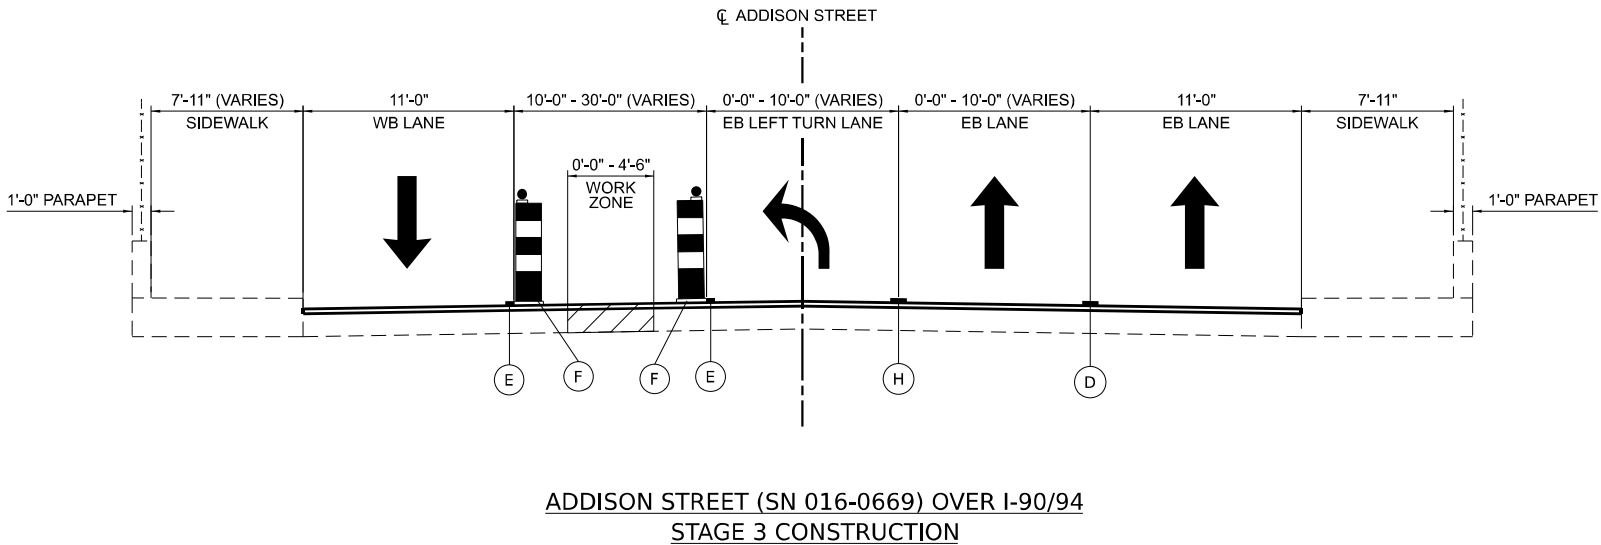 ℄ ADDISON STREET
7'-11" (VARIES) 11'-0" 10'-0" - 30'-0" (VARIES) 0'-0" - 10'-0" (VARIES) 0'-0" - 10'-0" (VARIES) 11'-0" 7'-11"
SIDEWALK WB LANE EB LEFT TURN LANE EB LANE EB LANE SIDEWALK
0'-0" - 4'-6"
WORK
ZONE
1'-0" PARAPET 1'-0" PARAPET
E F F E H D
ADDISON STREET (SN 016-0669) OVER I-90/94
STAGE 3 CONSTRUCTION